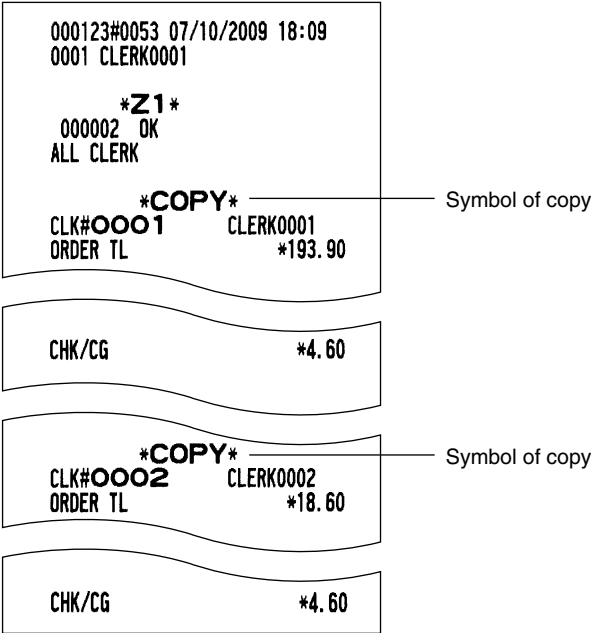 000123#0053 07/10/2009 18:09
0001 CLERK0001
*Z1*
000002 OK
ALL CLERK
*COPY* Symbol of copy
CLK#0001 CLERK0001
ORDER TL *193.90
CHK/CG *4.60
*COPY* Symbol of copy
CLK#0002 CLERK0002
ORDER TL *18.60
CHK/CG *4.60